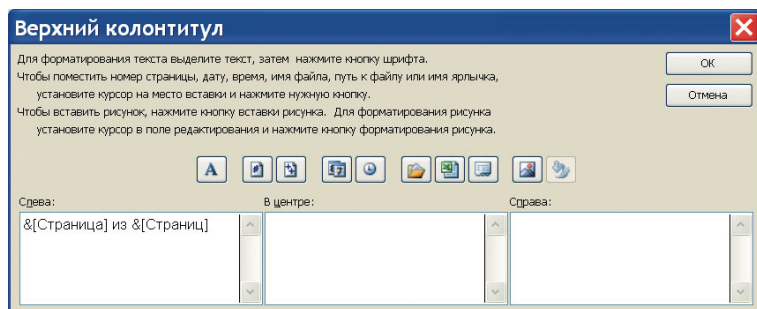 Верхний колонтитул
Для форматирования текста выделите текст, затем нажмите кнопку шрифта.
Чтобы поместить номер страницы, дату, время, имя файла, путь к файлу или имя ярлычка,
установите курсор на место вставки и нажмите нужную кнопку.
Чтобы вставить рисунок, нажмите кнопку вставки рисунка. Для форматирования рисунка
установите курсор в поле редактирования и нажмите кнопку форматирования рисунка.
ОК
Отмена
A
Слева:
В центре:
Справа:
&[Страница] из &[Страниц]